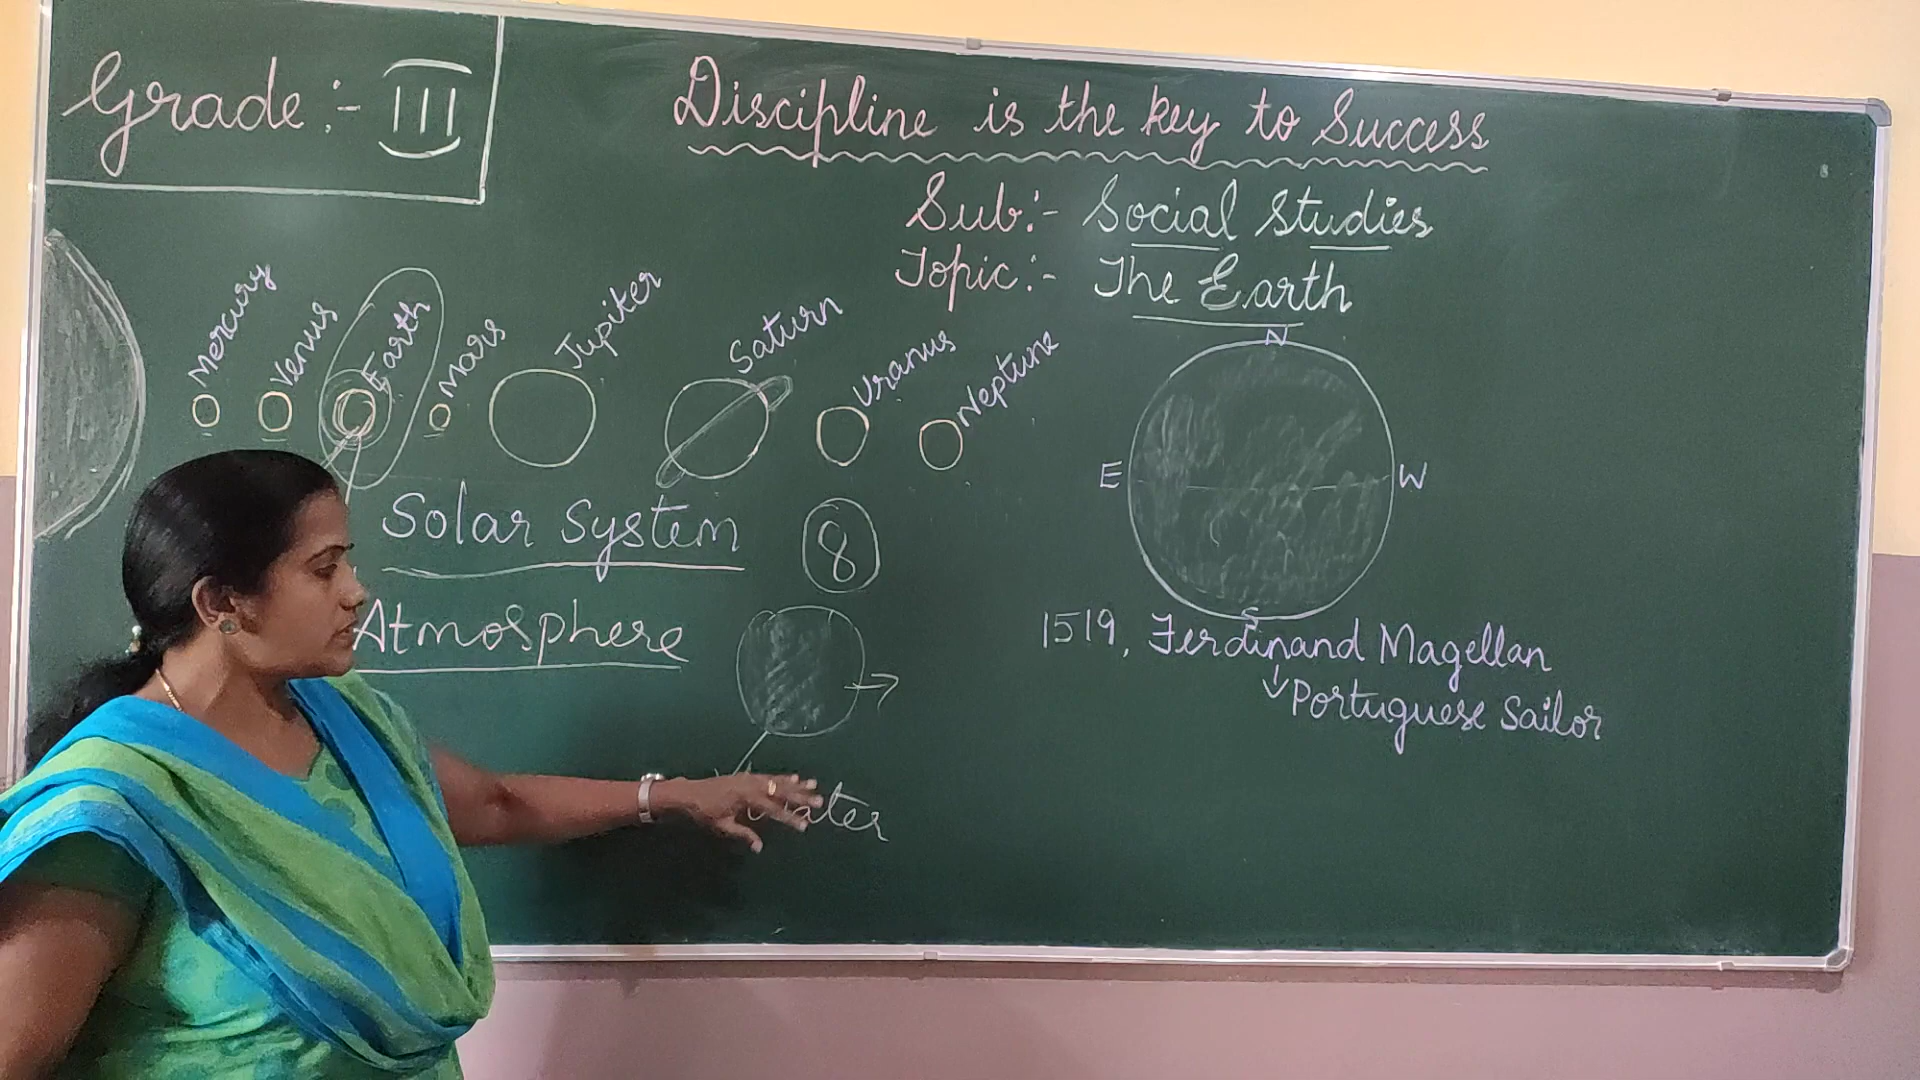 Grade :- III
Discipline is the key to Success
Sub :- Social Studies
Topic :- The Earth
Mercury
Venus
Earth
Mars
Jupiter
Saturn
Uranus
Neptune
N
E W
S
Solar System 8
Atmosphere
1519, Ferdinand Magellan
Portuguese Sailor
Water